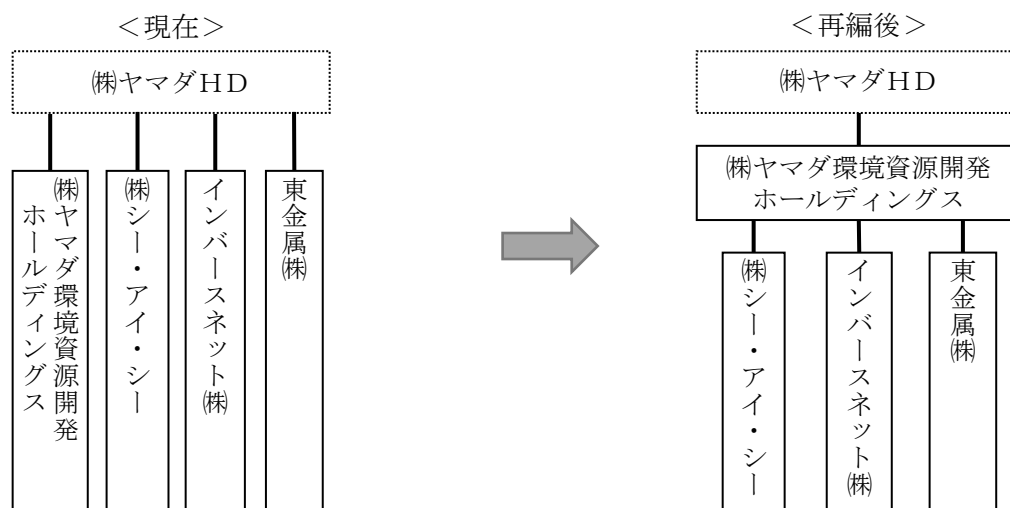 ＜現在＞
㈱ヤマダＨＤ
㈱ヤマダ環境資源開発
ホールディングス
㈱シー・アイ・シー
インバースネット㈱
東金属㈱
＜再編後＞
㈱ヤマダＨＤ
㈱ヤマダ環境資源開発
ホールディングス
㈱シー・アイ・シー
インバースネット㈱
東金属㈱